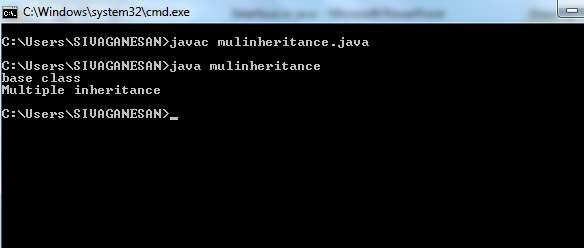 C:\Windows\system32\cmd.exe
C:\Users\SIVAGANESAN>javac mulinheritance.java
C:\Users\SIVAGANESAN>java mulinheritance
base class
Multiple inheritance
C:\Users\SIVAGANESAN>_